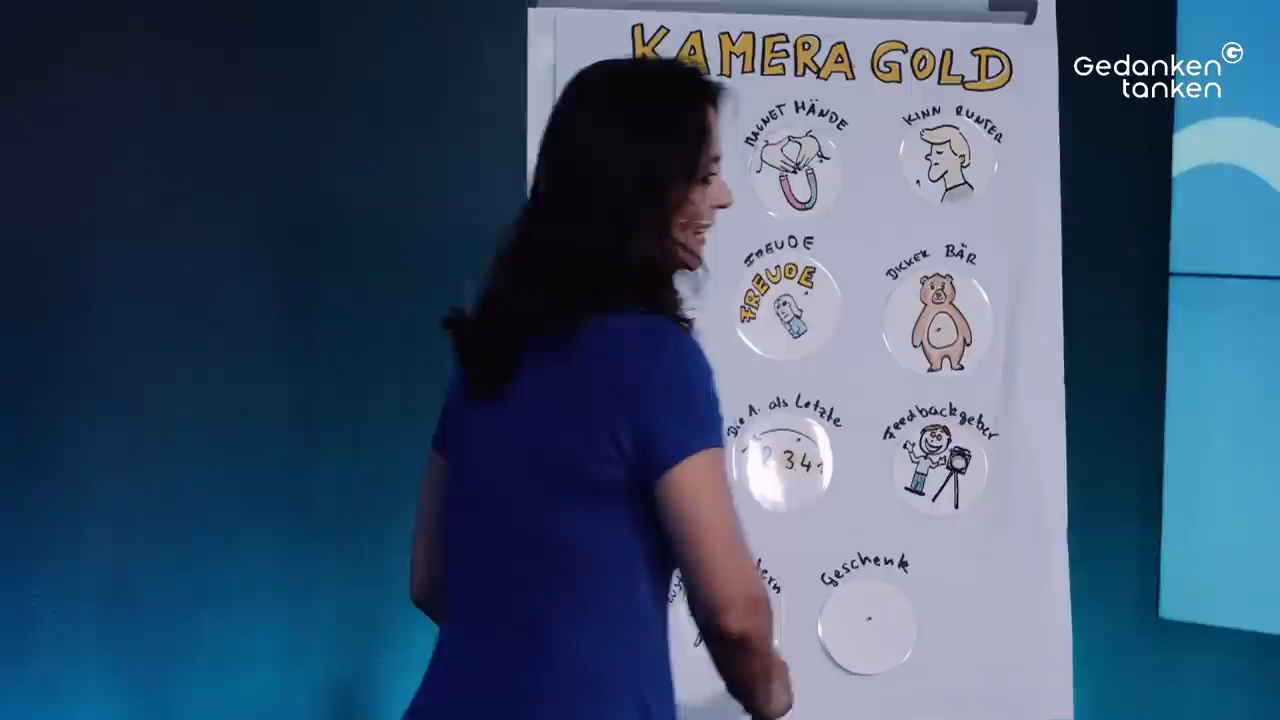 KAMERA GOLD
Gedanken
tanken
MAGNET HÄNDE
KINN RUNTER
FREUDE
FREUDE
DICKER BÄR
Die 1. als Letzte
3.4
Feedbackgeber
Geschenk